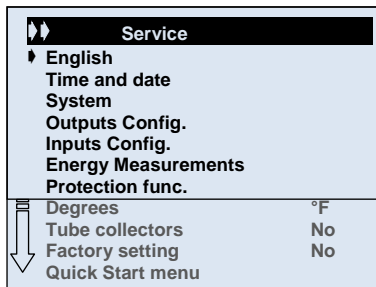 Service
English
Time and date
System
Outputs Config.
Inputs Config.
Energy Measurements
Protection func.
Degrees °F
Tube collectors No
Factory setting No
Quick Start menu